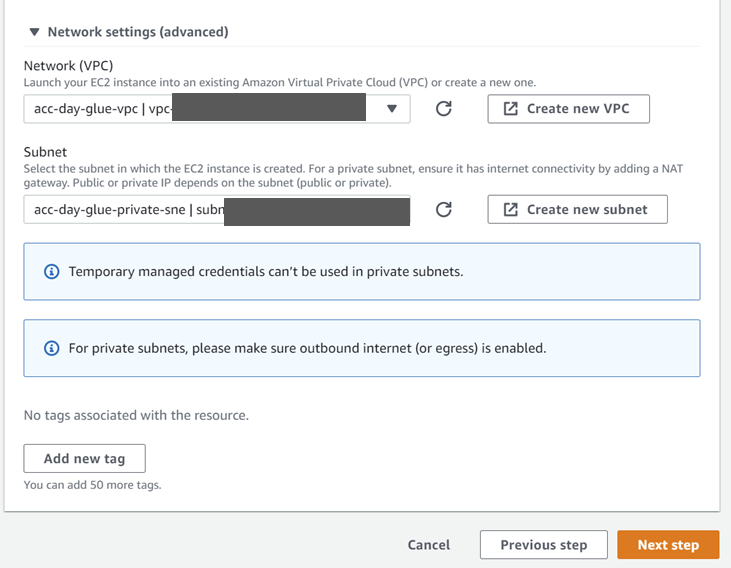 Network settings (advanced)
Network (VPC)
Launch your EC2 instance into an existing Amazon Virtual Private Cloud (VPC) or create a new one.
acc-day-glue-vpc | vpc-
Create new VPC
Subnet
Select the subnet in which the EC2 instance is created. For a private subnet, ensure it has internet connectivity by adding a NAT
gateway. Public or private IP depends on the subnet (public or private).
acc-day-glue-private-sne | subn
Create new subnet
Temporary managed credentials can’t be used in private subnets.
For private subnets, please make sure outbound internet (or egress) is enabled.
No tags associated with the resource.
Add new tag
You can add 50 more tags.
Cancel
Previous step
Next step